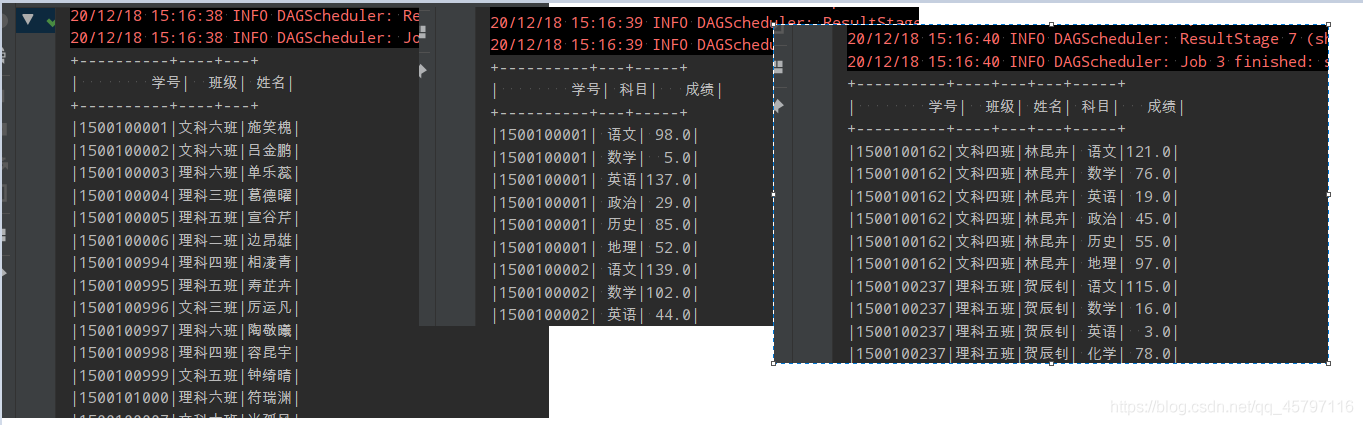 20/12/18 15:16:38 INFO DAGScheduler: Re
20/12/18 15:16:38 INFO DAGScheduler: Jo
+----------+----+---+
|        学号|  班级| 姓名|
+----------+----+---+
|1500100001|文科六班|施笑槐|
|1500100002|文科六班|吕金鹏|
|1500100003|理科六班|单乐蕊|
|1500100004|理科三班|葛德曜|
|1500100005|理科五班|宣谷芹|
|1500100006|理科二班|边昂雄|
|1500100994|理科四班|相凌青|
|1500100995|理科五班|寿芷卉|
|1500100996|文科三班|厉运凡|
|1500100997|理科六班|陶敬曦|
|1500100998|理科四班|容昆宇|
|1500100999|文科五班|钟绮晴|
|1500101000|理科六班|符瑞渊|
20/12/18 15:16:39 INFO DAGScheduler: ResultStage
20/12/18 15:16:39 INFO DAGSchedu
+----------+---+-----+
|        学号| 科目|   成绩|
+----------+---+-----+
|1500100001| 语文| 98.0|
|1500100001| 数学|  5.0|
|1500100001| 英语|137.0|
|1500100001| 政治| 29.0|
|1500100001| 历史| 85.0|
|1500100001| 地理| 52.0|
|1500100002| 语文|139.0|
|1500100002| 数学|102.0|
|1500100002| 英语| 44.0|
20/12/18 15:16:40 INFO DAGScheduler: ResultStage 7 (sh
20/12/18 15:16:40 INFO DAGScheduler: Job 3 finished: s
+----------+----+---+---+-----+
|        学号|  班级| 姓名| 科目|   成绩|
+----------+----+---+---+-----+
|1500100162|文科四班|林昆卉| 语文|121.0|
|1500100162|文科四班|林昆卉| 数学| 76.0|
|1500100162|文科四班|林昆卉| 英语| 19.0|
|1500100162|文科四班|林昆卉| 政治| 45.0|
|1500100162|文科四班|林昆卉| 历史| 55.0|
|1500100162|文科四班|林昆卉| 地理| 97.0|
|1500100237|理科五班|贺辰钊| 语文|115.0|
|1500100237|理科五班|贺辰钊| 数学| 16.0|
|1500100237|理科五班|贺辰钊| 英语|  3.0|
|1500100237|理科五班|贺辰钊| 化学| 78.0|
https://blog.csdn.net/qq_45797116